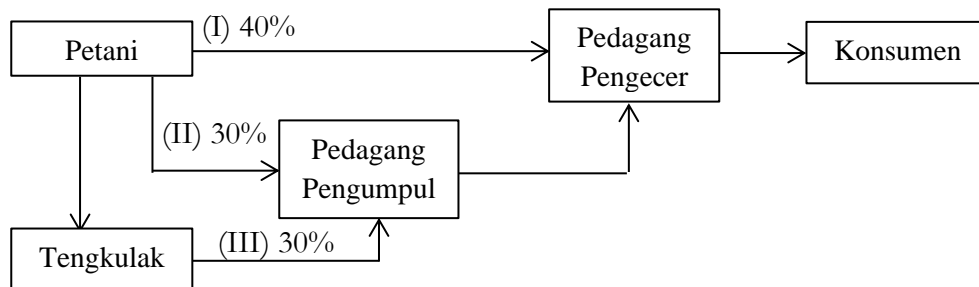 Petani
(I) 40%
Pedagang
Pengecer
Konsumen
(II) 30%
Pedagang
Pengumpul
Tengkulak
(III) 30%